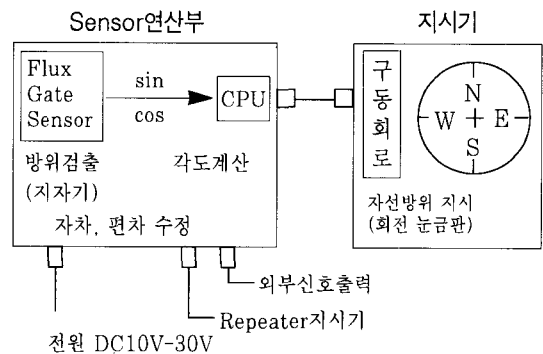 Sensor연산부
Flux
Gate
Sensor
sin
cos
CPU
방위검출
(지자기)
각도계산
자차, 편차 수정
지시기
구동회로
N
W + E
S
자선방위 지시
(회전 눈금판)
외부신호출력
Repeater지시기
전원 DC10V-30V